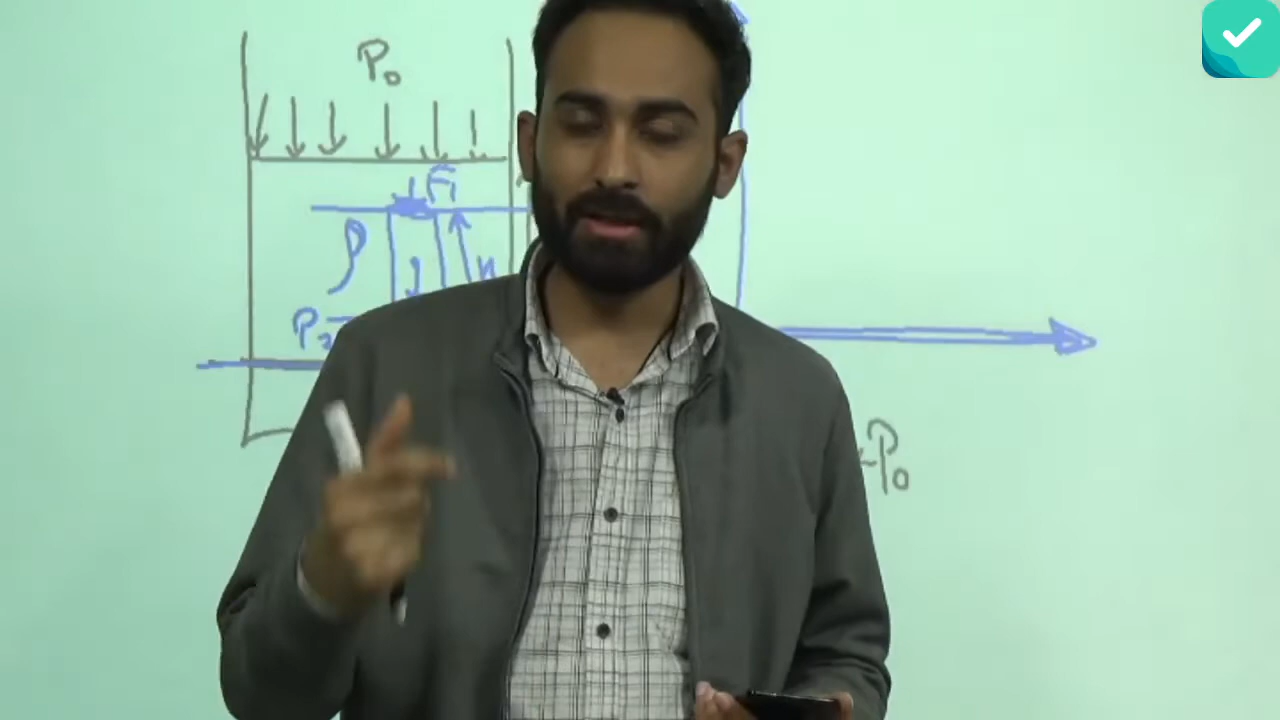 P₀
F₁
ρ
h
P₂
-P₀